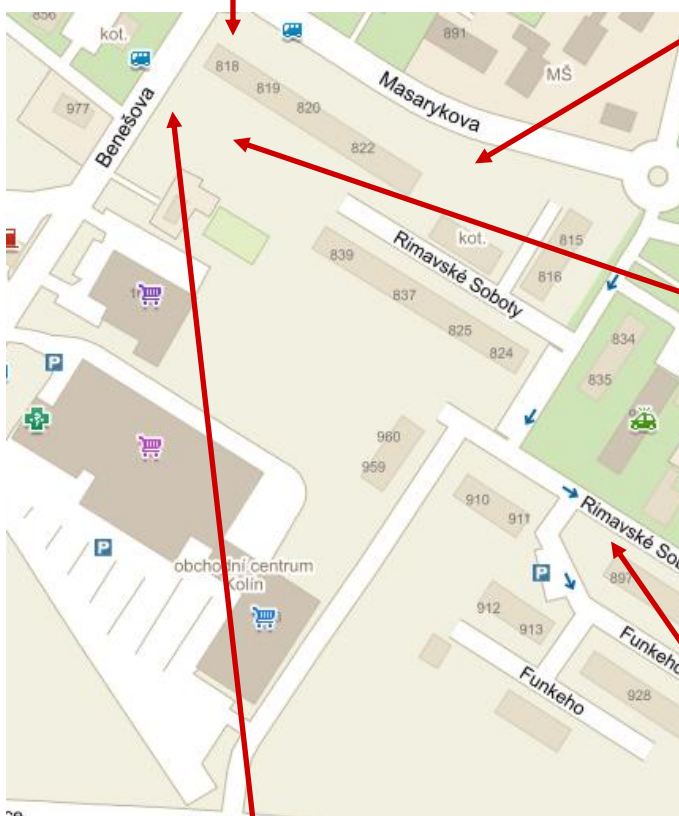 856
kot.
818
819
820
822
891
MŠ
Masarykova
977
Benešova
839
837
825
824
kot.
Rimavské Soboty
815
816
834
835
960
959
910
911
Rimavské Sob
897
P
P
obchodní centrum
Kolín
P
912
913
Funkeho
Funkeho
928